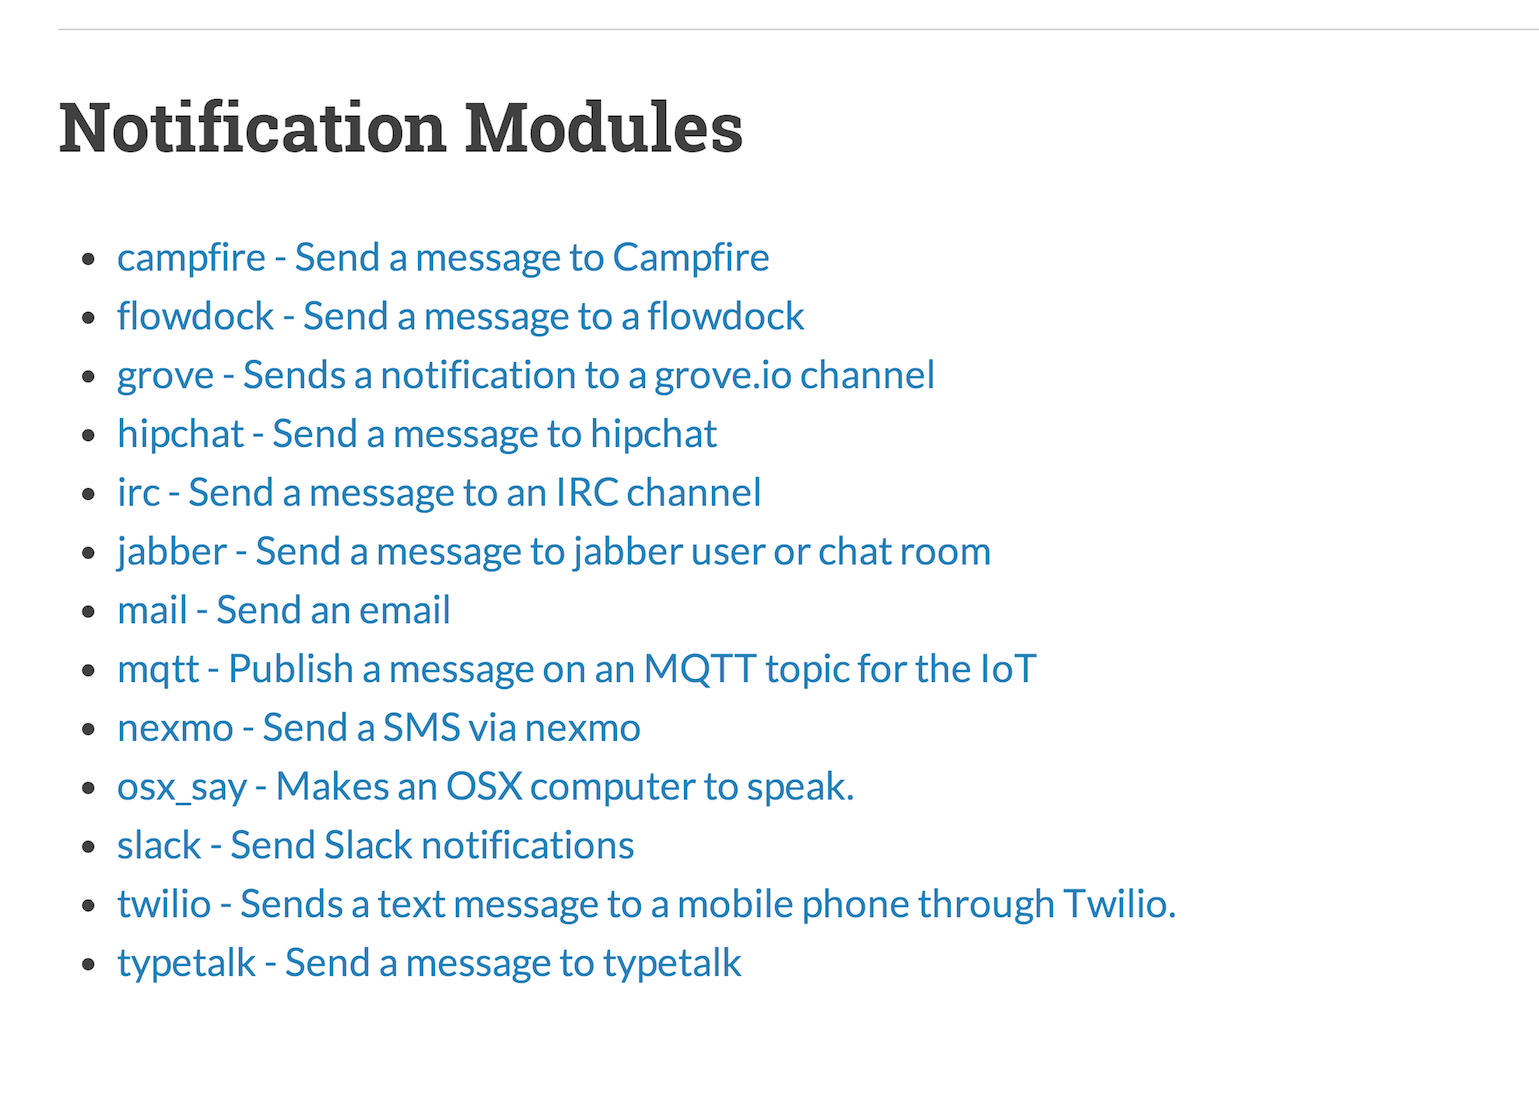 Notification Modules
campfire - Send a message to Campfire
flowdock - Send a message to a flowdock
grove - Sends a notification to a grove.io channel
hipchat - Send a message to hipchat
irc - Send a message to an IRC channel
jabber - Send a message to jabber user or chat room
mail - Send an email
mqtt - Publish a message on an MQTT topic for the IoT
nexmo - Send a SMS via nexmo
osx_say - Makes an OSX computer to speak.
slack - Send Slack notifications
twilio - Sends a text message to a mobile phone through Twilio.
typetalk - Send a message to typetalk